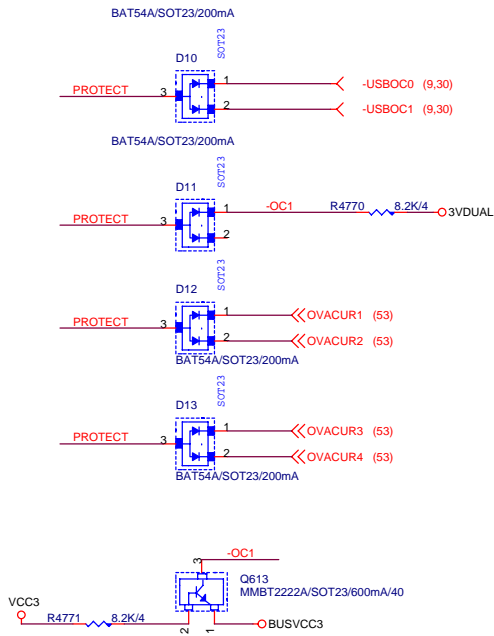 BAT54A/SOT23/200mA
SOT23
D10
PROTECT 3 1 -USBOC0 (9,30)
2 -USBOC1 (9,30)
BAT54A/SOT23/200mA
SOT23
D11
PROTECT 3 1 -OC1 R4770 8.2K/4 3VDUAL
2
SOT23
D12
PROTECT 3 1 OVACUR1 (53)
2 OVACUR2 (53)
BAT54A/SOT23/200mA
SOT23
D13
PROTECT 3 1 OVACUR3 (53)
2 OVACUR4 (53)
BAT54A/SOT23/200mA
3 -OC1
Q613
MMBT2222A/SOT23/600mA/40
VCC3
R4771 8.2K/4 2 1 BUSVCC3